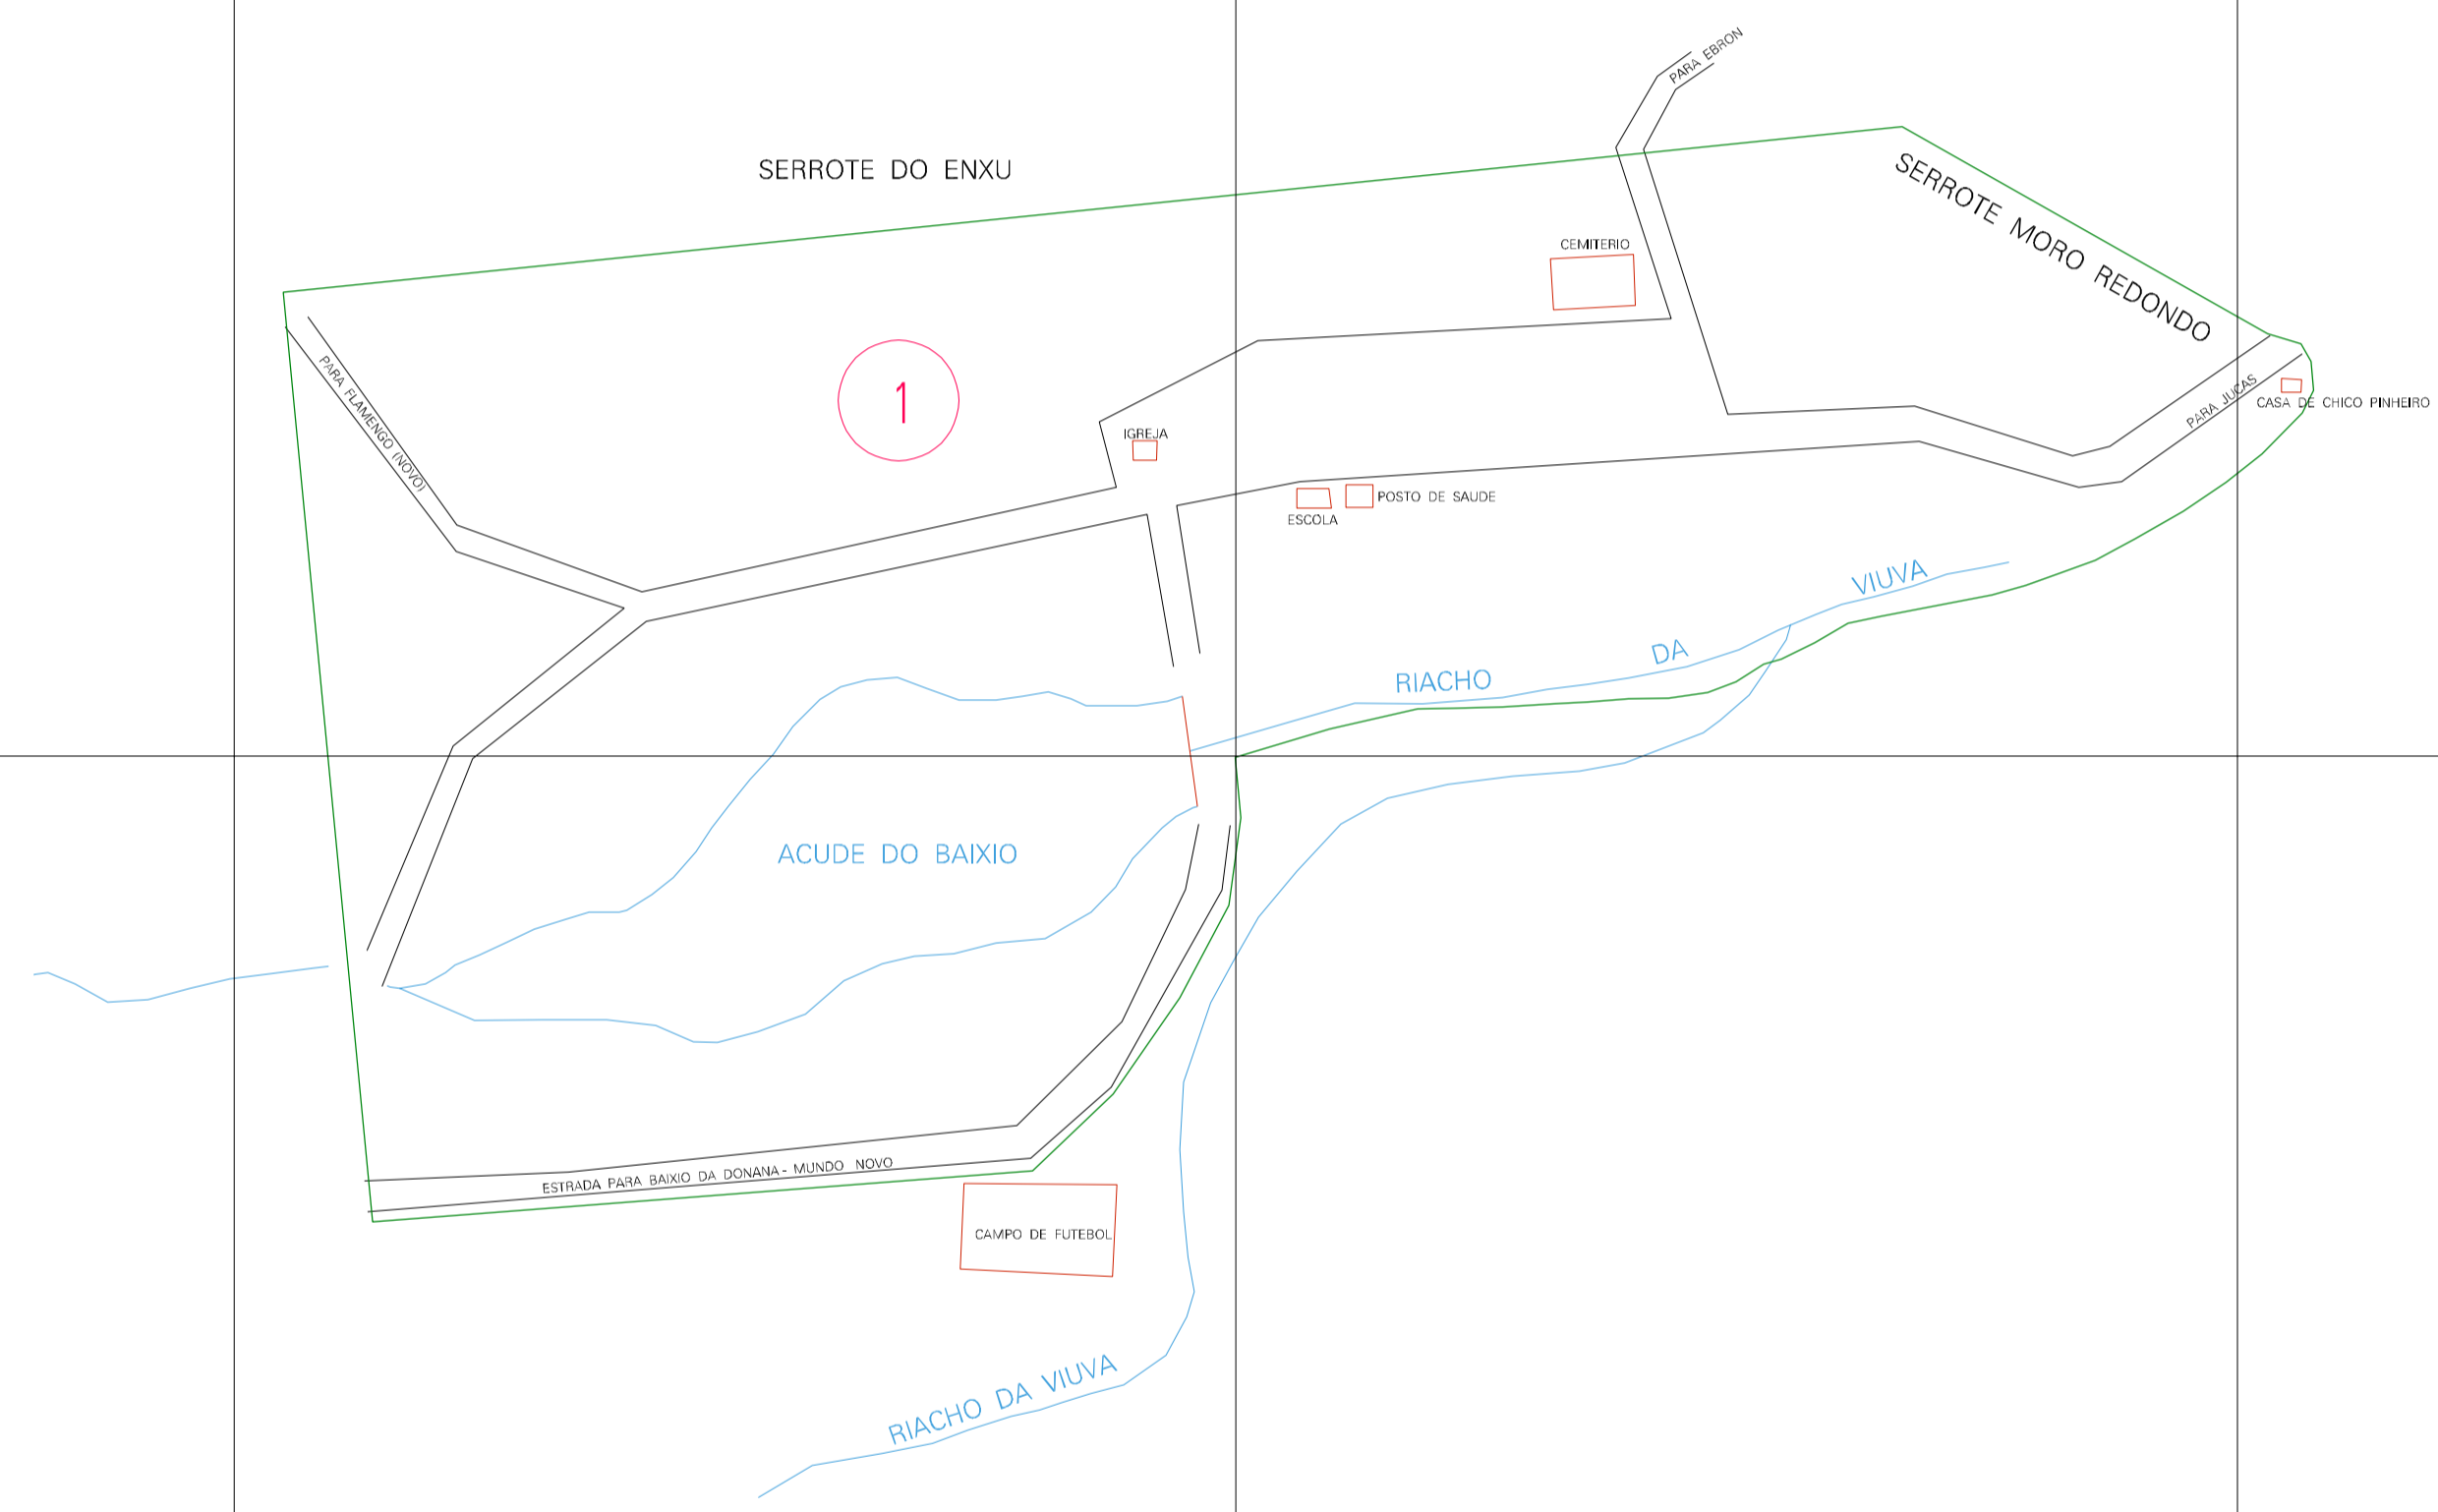 PARA EBRON
SERROTE DO ENXU
SERROTE MORO REDONDO
CEMITERIO
PARA FLAMENGO (NOVO)
1
IGREJA
PARA JUCAS
CASA DE CHICO PINHEIRO
POSTO DE SAUDE
ESCOLA
RIACHO DA VIUVA
ACUDE DO BAIXIO
ESTRADA PARA BAIXIO DA DONANA - MUNDO NOVO
CAMPO DE FUTEBOL
RIACHO DA VIUVA